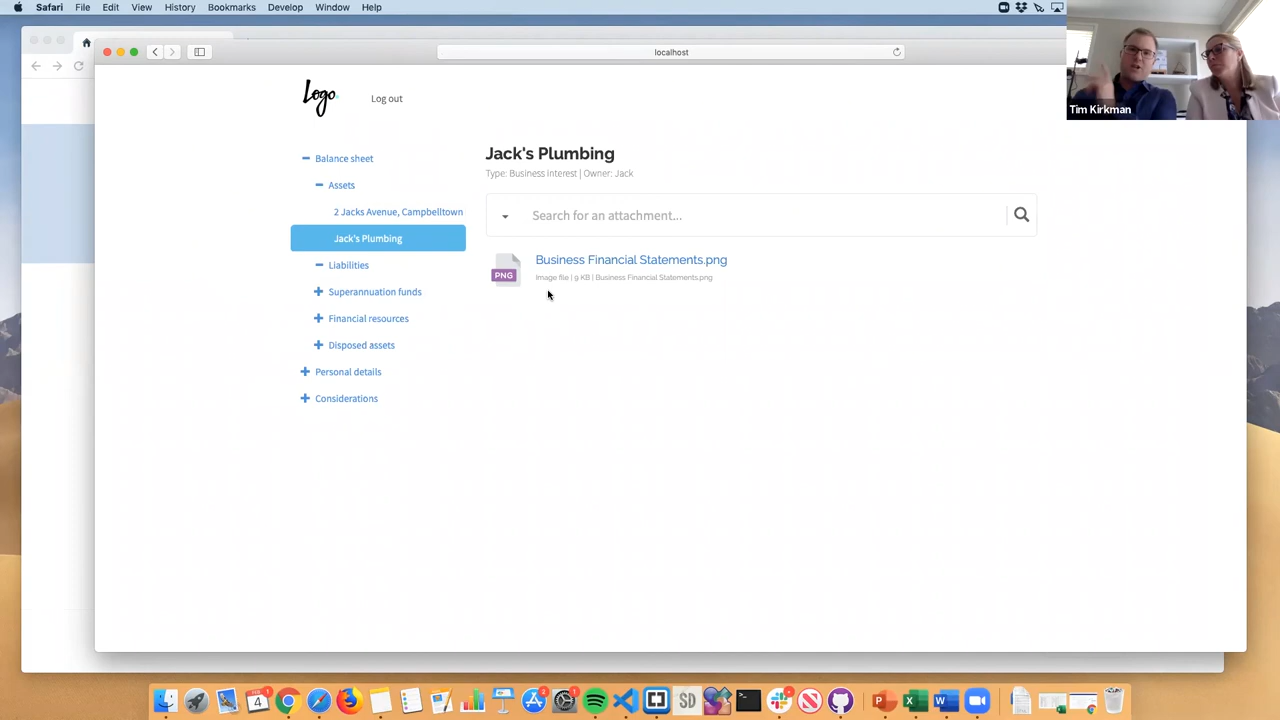 Safari File Edit View History Bookmarks Develop Window Help
localhost
Tim Kirkman
Logo.
Log out
Balance sheet
Assets
2 Jacks Avenue, Campbelltown
Jack's Plumbing
Liabilities
Superannuation funds
Financial resources
Disposed assets
Personal details
Considerations
Jack's Plumbing
Type: Business Interest | Owner: Jack
Search for an attachment...
PNG
Business Financial Statements.png
Image file | 9 KB | Business Financial Statements.png
4
SD